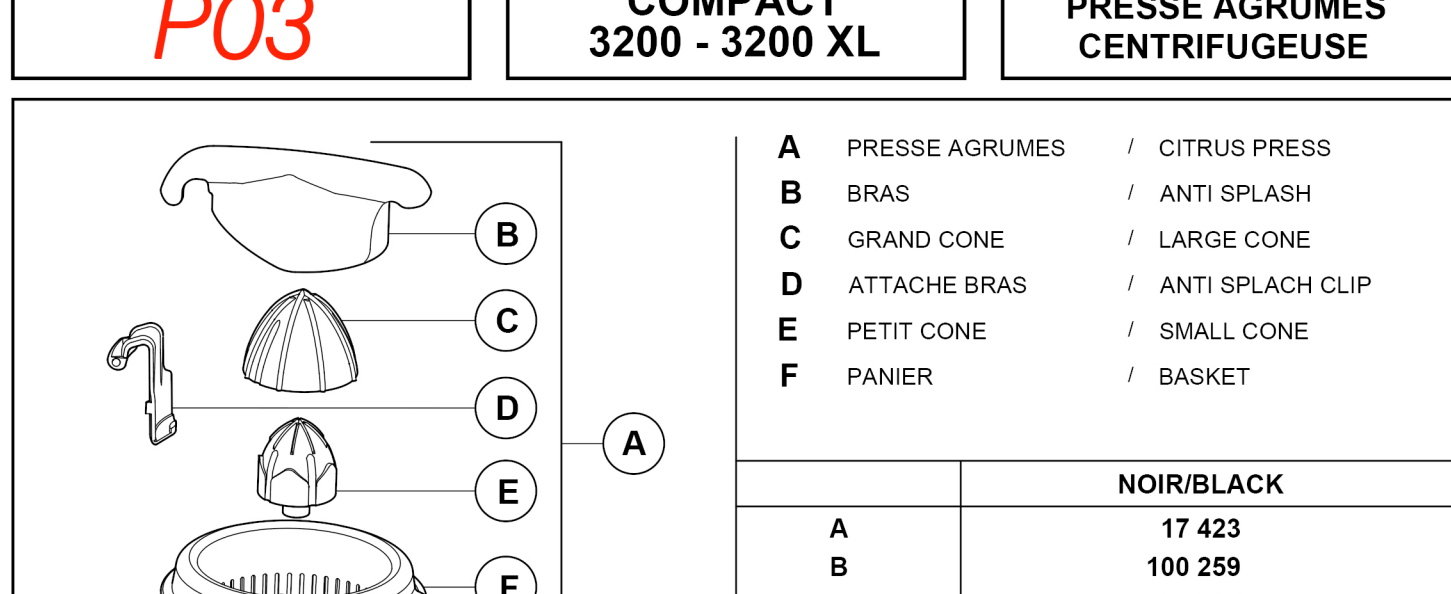 P03
COMPACT
3200 - 3200 XL
PRESSE AGRUMES
CENTRIFUGEUSE
A PRESSE AGRUMES / CITRUS PRESS
B BRAS / ANTI SPLASH
C GRAND CONE / LARGE CONE
D ATTACHE BRAS / ANTI SPLACH CLIP
E PETIT CONE / SMALL CONE
F PANIER / BASKET
B
C
D
A
E
F
NOIR/BLACK
A 17 423
B 100 259